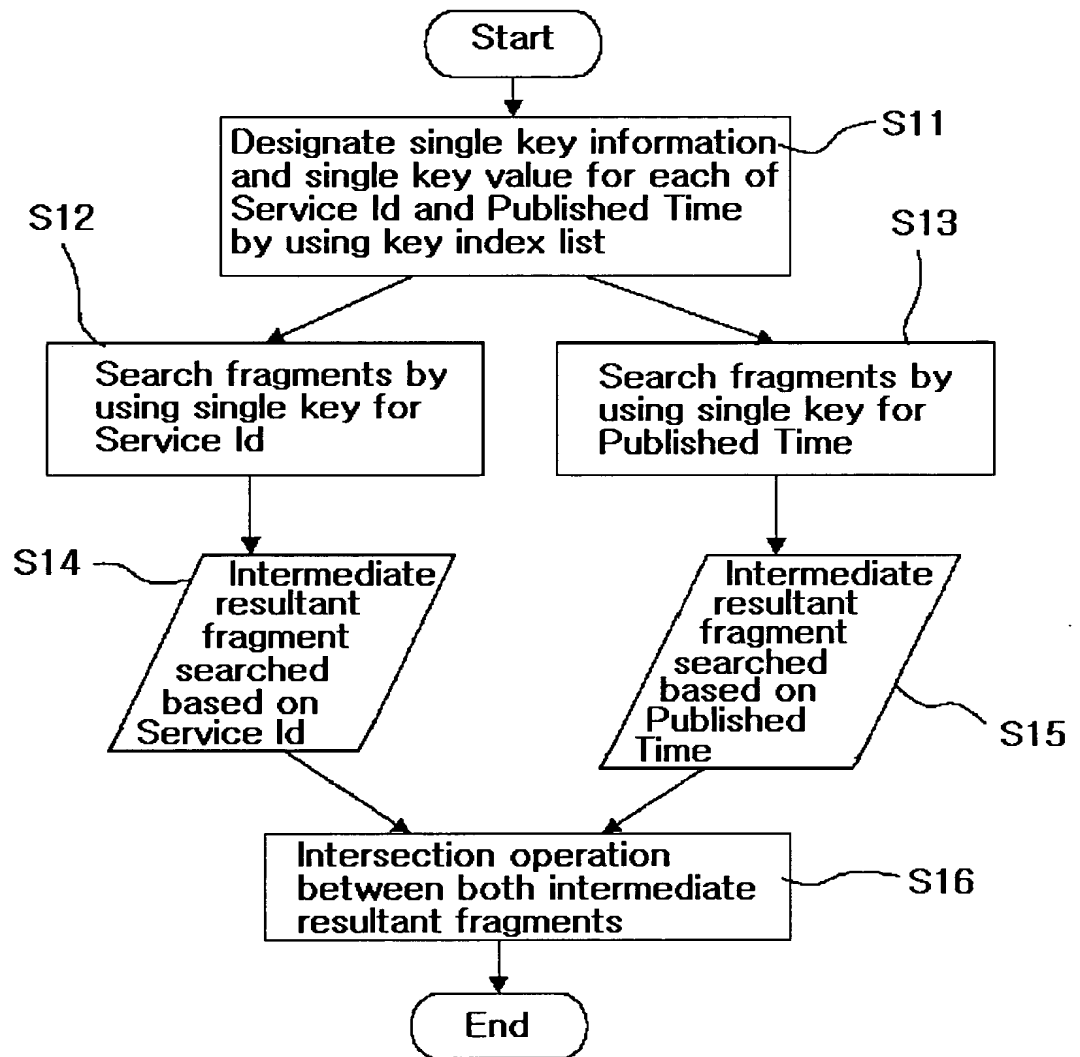 Start
Designate single key information
and single key value for each of
Service Id and Published Time
by using key index list
S11
S12
S13
Search fragments by
using single key for
Service Id
Search fragments by
using single key for
Published Time
S14
Intermediate
resultant
fragment
searched
based on
Service Id
Intermediate
resultant
fragment
searched
based on
Published
Time
S15
Intersection operation
between both intermediate
resultant fragments
S16
End